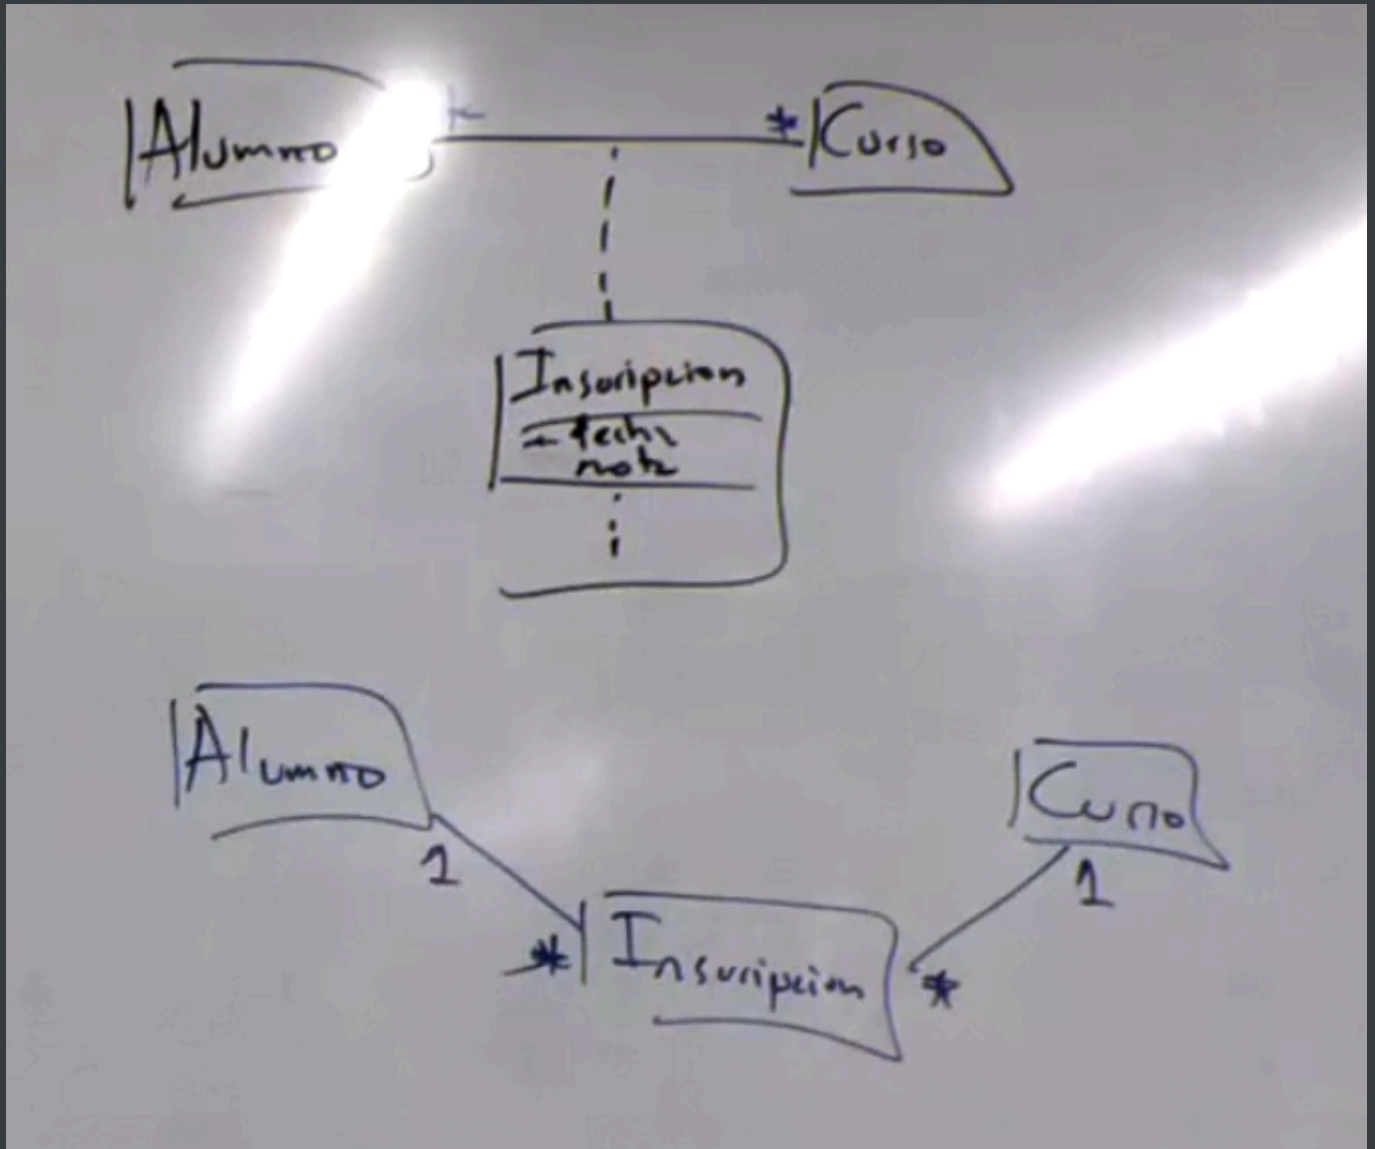 Alumno * * Curso
Inscripcion
- fecha
nota
Alumno
Curso
1
1
* Inscripcion *